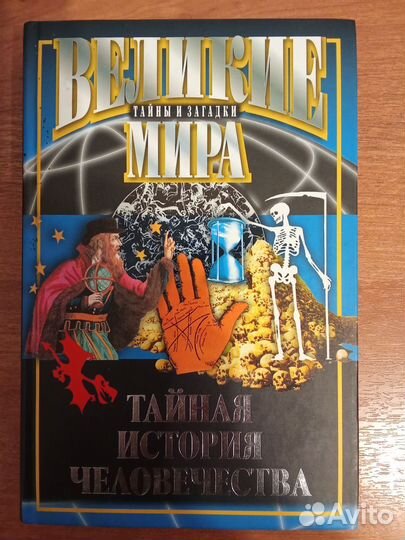 ВЕЛИКИЕ
ТАЙНЫ И ЗАГАДКИ
МИРА
ТАЙНАЯ
ИСТОРИЯ
ЧЕЛОВЕЧЕСТВА
Avito